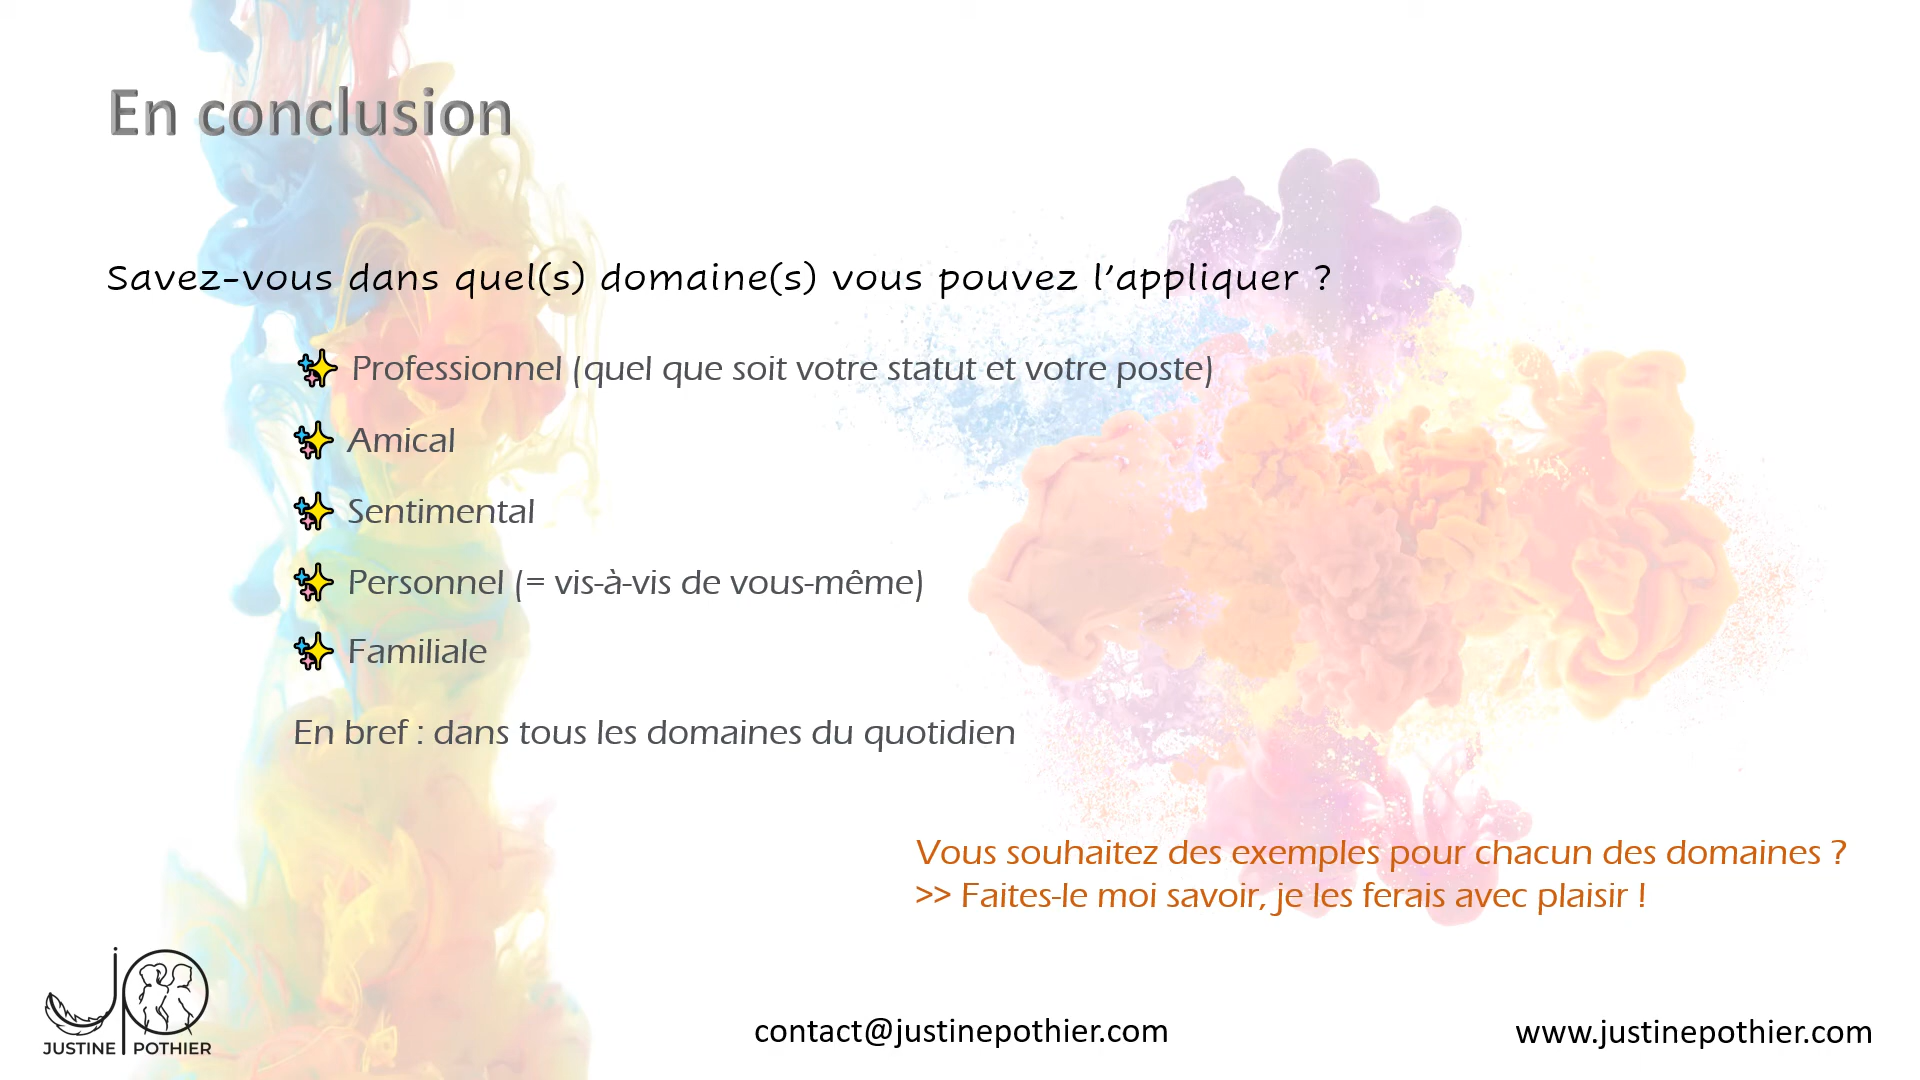 En conclusion
Savez-vous dans quel(s) domaine(s) vous pouvez l’appliquer ?
Professionnel (quel que soit votre statut et votre poste)
Amical
Sentimental
Personnel (= vis-à-vis de vous-même)
Familiale
En bref : dans tous les domaines du quotidien
Vous souhaitez des exemples pour chacun des domaines ?
>> Faites-le moi savoir, je les ferais avec plaisir !
JP
JUSTINE POTHIER
contact@justinepothier.com
www.justinepothier.com